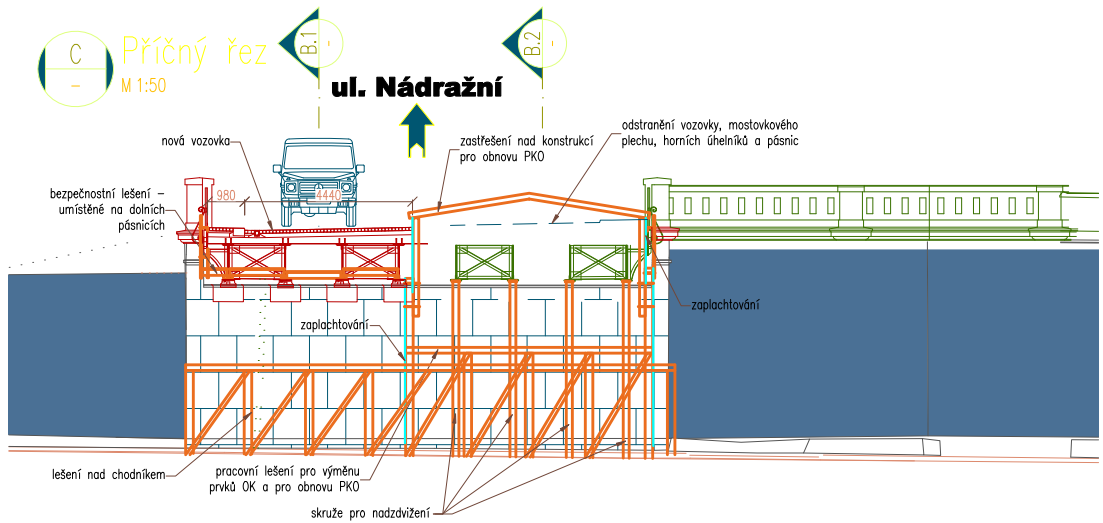 C
–
Příčný řez
M 1:50
B.1
-
B.2
-
ul. Nádražní
nová vozovka
zastřešení nad konstrukcí
pro obnovu PKO
odstranění vozovky, mostovkového
plechu, horních úhelníků a pásnic
bezpečnostní lešení –
umístěné na dolních
pásnicích
980
4440
zaplachtování
zaplachtování
lešení nad chodníkem
pracovní lešení pro výměnu
prvků OK a pro obnovu PKO
skruže pro nadzdvižení